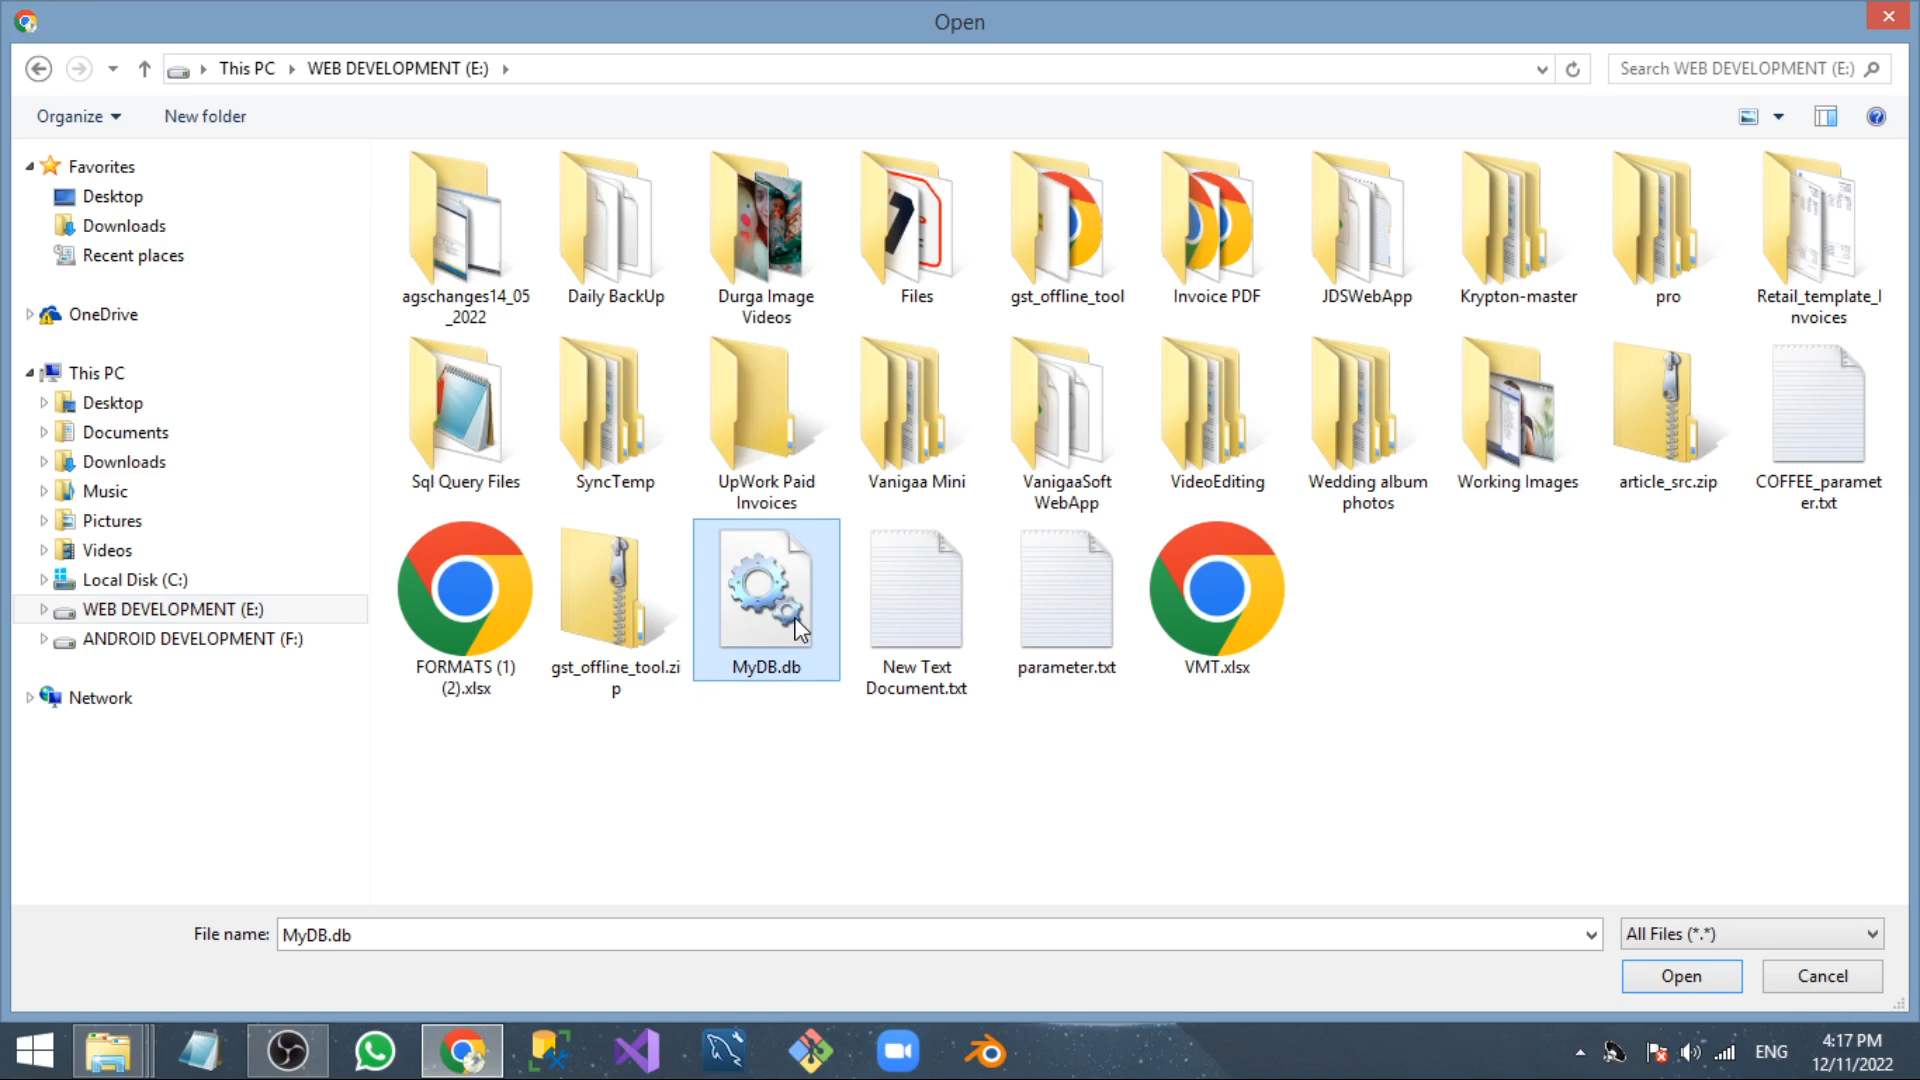 Open
This PC
WEB DEVELOPMENT (E:)
Search WEB DEVELOPMENT (E:)
Organize
New folder
Favorites
Desktop
Downloads
Recent places
OneDrive
This PC
Desktop
Documents
Downloads
Music
Pictures
Videos
Local Disk (C:)
WEB DEVELOPMENT (E:)
ANDROID DEVELOPMENT (F:)
Network
agschanges14_05
_2022
Daily BackUp
Durga Image
Videos
Files
gst_offline_tool
Invoice PDF
JDSWebApp
Krypton-master
pro
Retail_template_I
nvoices
Sql Query Files
SyncTemp
UpWork Paid
Invoices
Vanigaa Mini
VanigaaSoft
WebApp
VideoEditing
Wedding album
photos
Working Images
article_src.zip
COFFEE_paramet
er.txt
FORMATS (1)
(2).xlsx
gst_offline_tool.zi
p
MyDB.db
New Text
Document.txt
parameter.txt
VMT.xlsx
File name:
MyDB.db
All Files (*.*)
Open
Cancel
ENG
4:17 PM
12/11/2022